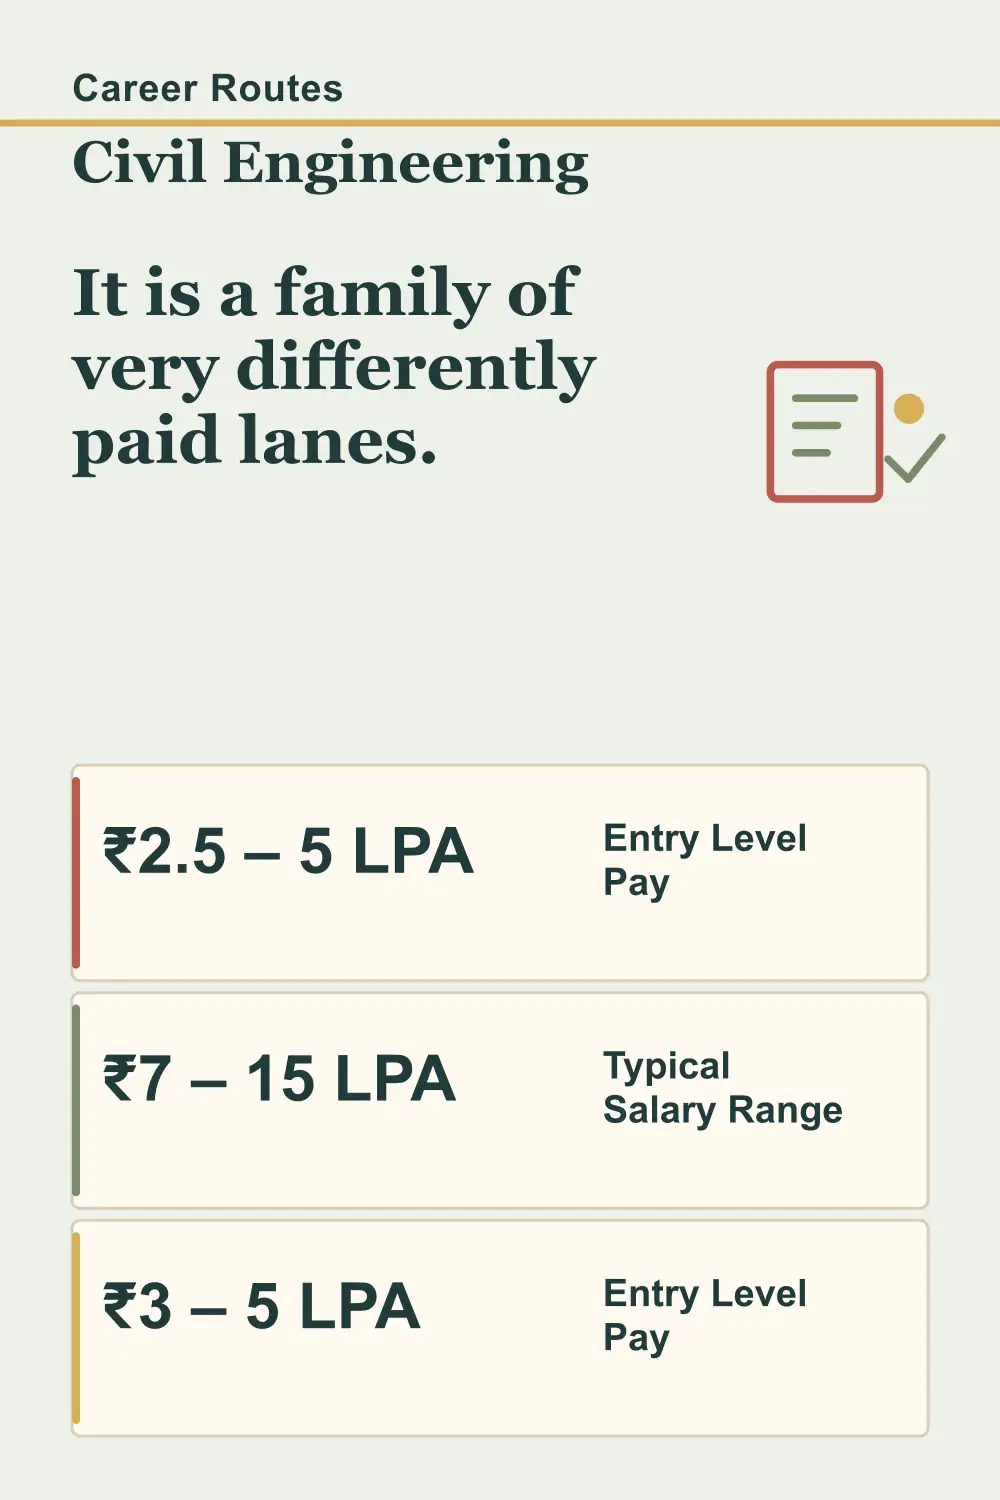 Career Routes
Civil Engineering
It is a family of
very differently
paid lanes.
₹2.5 – 5 LPA
Entry Level
Pay
₹7 – 15 LPA
Typical
Salary Range
₹3 – 5 LPA
Entry Level
Pay